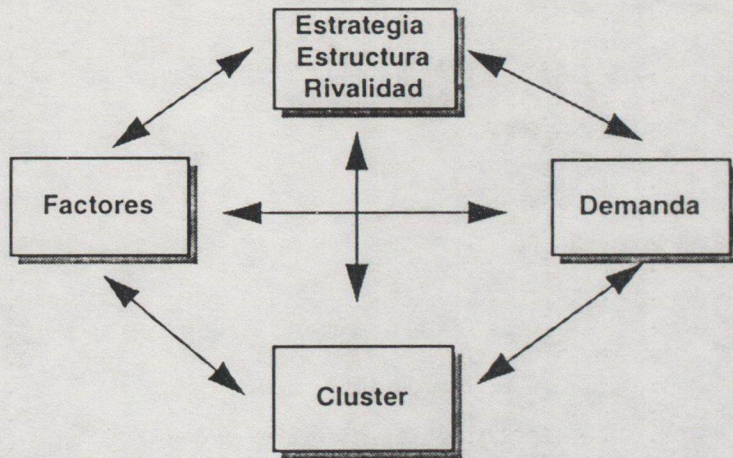 Estrategia
Estructura
Rivalidad
Factores
Demanda
Cluster